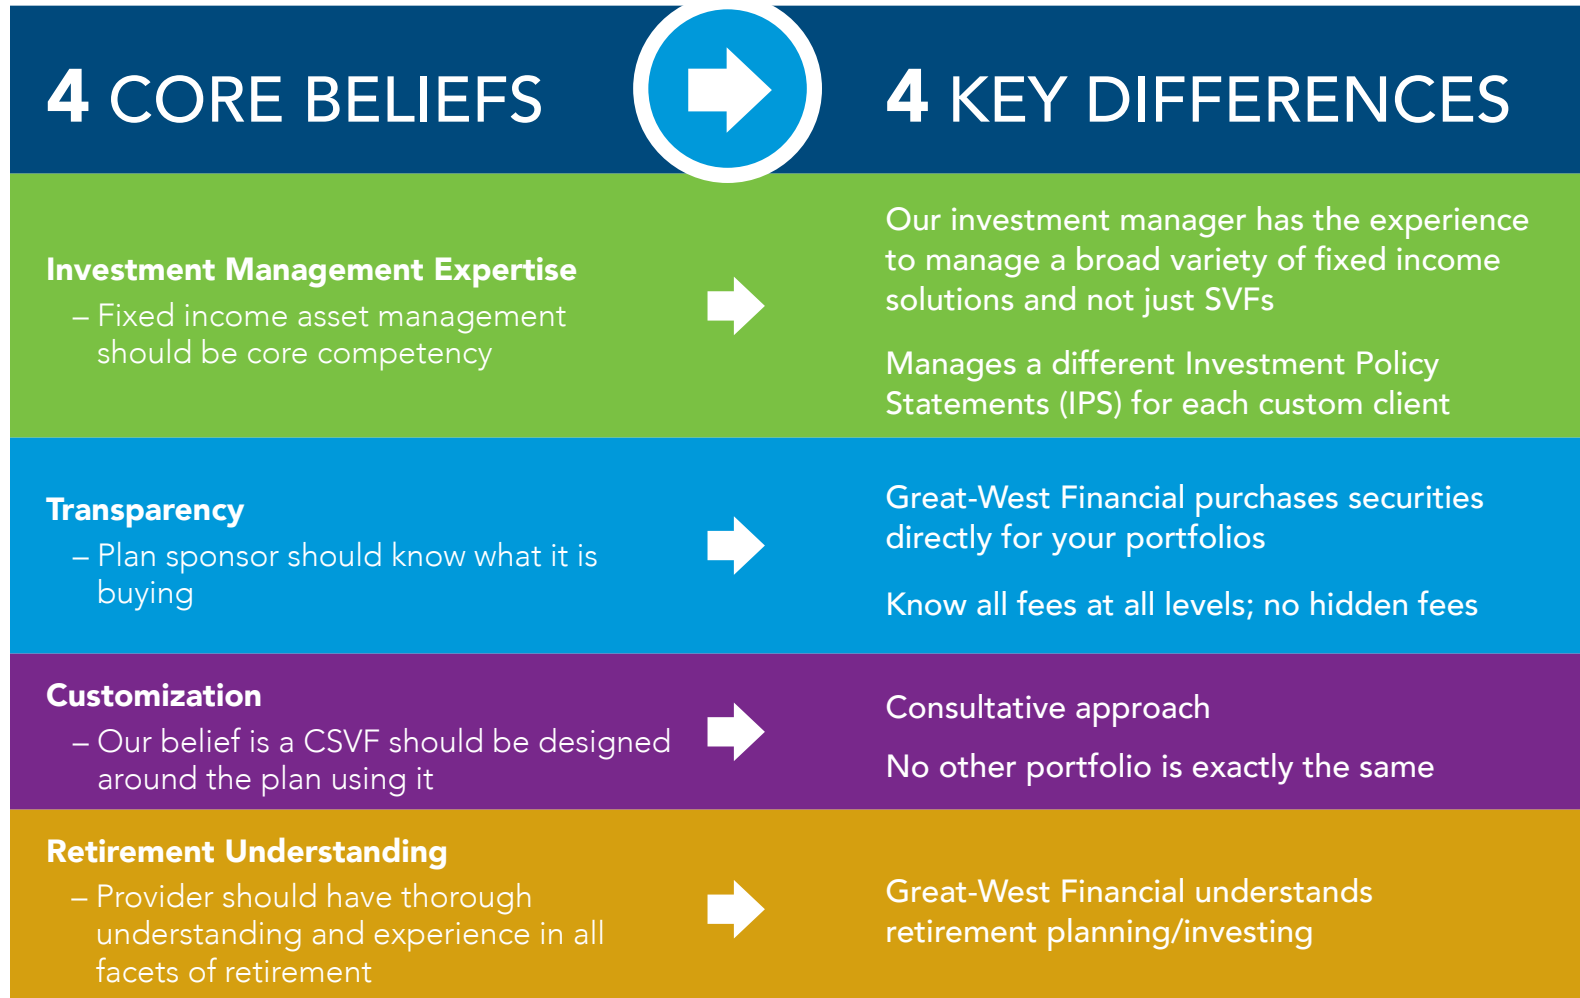 4 CORE BELIEFS
4 KEY DIFFERENCES
Investment Management Expertise
– Fixed income asset management
should be core competency
Our investment manager has the experience
to manage a broad variety of fixed income
solutions and not just SVFs
Manages a different Investment Policy
Statements (IPS) for each custom client
Transparency
– Plan sponsor should know what it is
buying
Great-West Financial purchases securities
directly for your portfolios
Know all fees at all levels; no hidden fees
Customization
– Our belief is a CSVF should be designed
around the plan using it
Consultative approach
No other portfolio is exactly the same
Retirement Understanding
– Provider should have thorough
understanding and experience in all
facets of retirement
Great-West Financial understands
retirement planning/investing